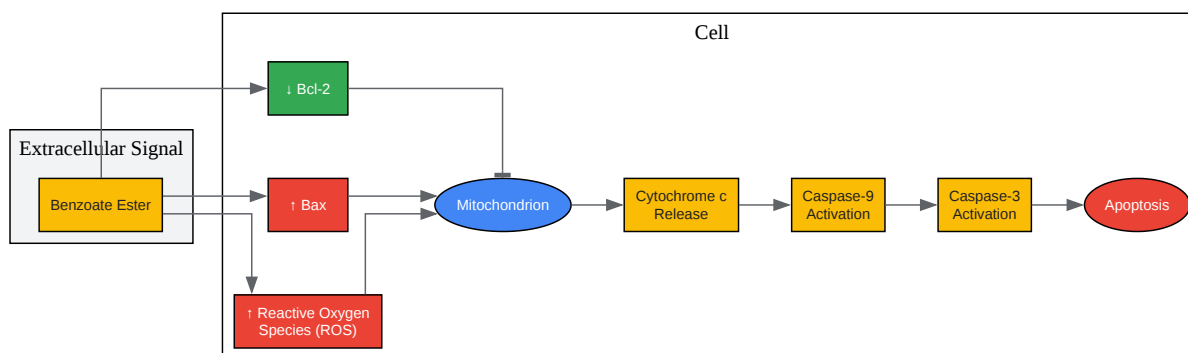 Cell
↓ Bcl-2
Extracellular Signal
Benzoate Ester
↑ Bax
Mitochondrion
Cytochrome c
Release
Caspase-9
Activation
Caspase-3
Activation
Apoptosis
↑ Reactive Oxygen
Species (ROS)